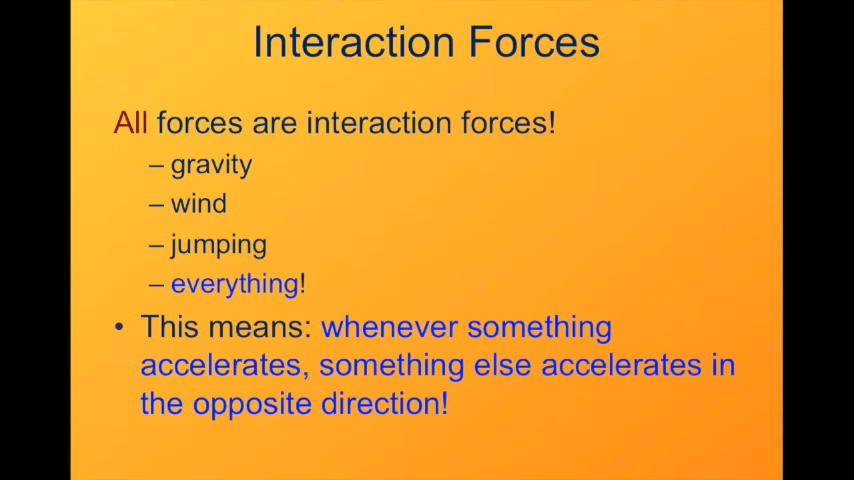 Interaction Forces
All forces are interaction forces!
– gravity
– wind
– jumping
– everything!
• This means: whenever something
accelerates, something else accelerates in
the opposite direction!